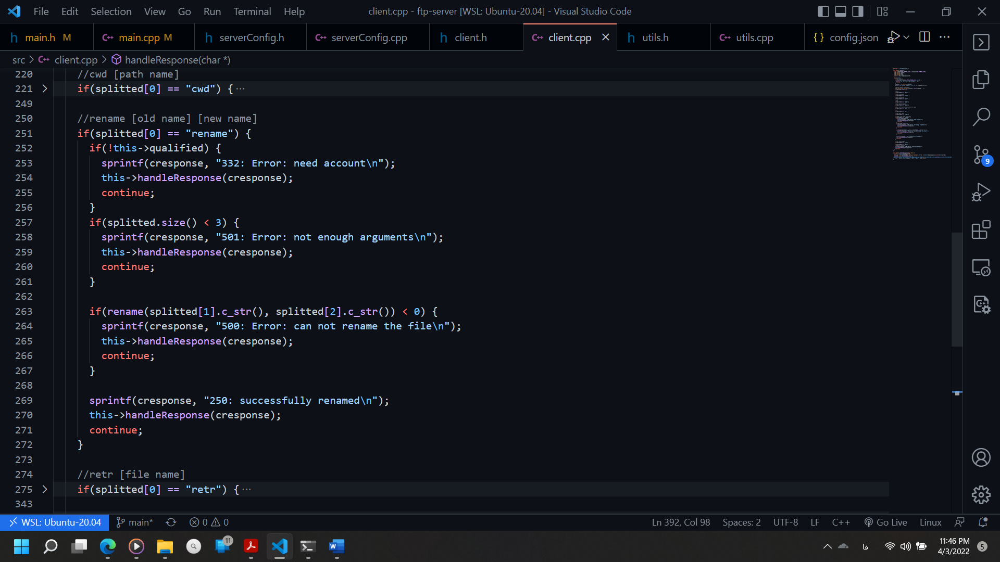 File Edit Selection View Go Run Terminal Help
client.cpp - ftp-server [WSL: Ubuntu-20.04] - Visual Studio Code
h main.h M
C++ main.cpp M
h serverConfig.h
C++ serverConfig.cpp
h client.h
C++ client.cpp
h utils.h
C++ utils.cpp
{} config.json
src > C++ client.cpp > handleResponse(char *)
220 //cwd [path name]
221 if(splitted[0] == "cwd") {···
249
250 //rename [old name] [new name]
251 if(splitted[0] == "rename") {
252 if(!this->qualified) {
253 sprintf(cresponse, "332: Error: need account\n");
254 this->handleResponse(cresponse);
255 continue;
256 }
257 if(splitted.size() < 3) {
258 sprintf(cresponse, "501: Error: not enough arguments\n");
259 this->handleResponse(cresponse);
260 continue;
261 }
262
263 if(rename(splitted[1].c_str(), splitted[2].c_str()) < 0) {
264 sprintf(cresponse, "500: Error: can not rename the file\n");
265 this->handleResponse(cresponse);
266 continue;
267 }
268
269 sprintf(cresponse, "250: successfully renamed\n");
270 this->handleResponse(cresponse);
271 continue;
272 }
273
274 //retr [file name]
275 if(splitted[0] == "retr") {···
343
9
WSL: Ubuntu-20.04 main* 0 0
Ln 392, Col 98 Spaces: 2 UTF-8 LF C++ Go Live Linux
11
فا
11:46 PM
4/3/2022
5